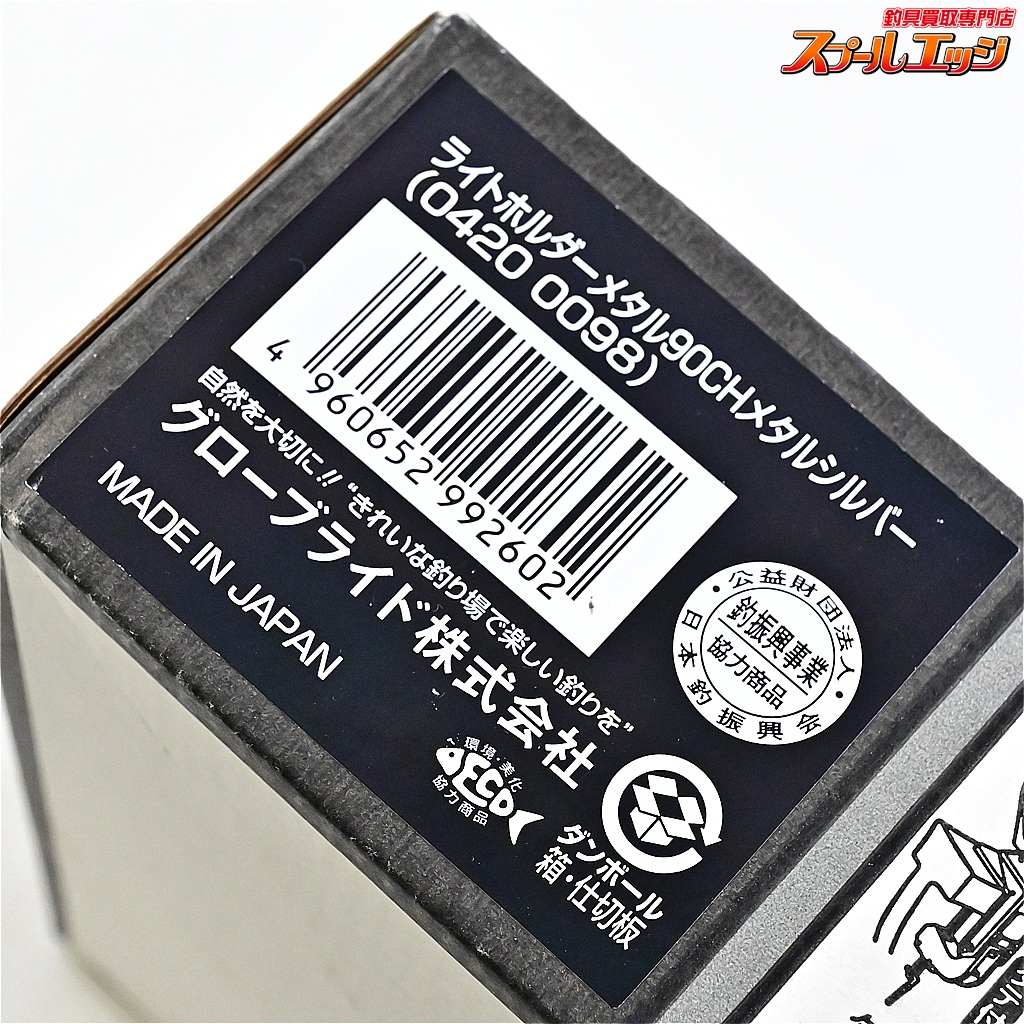 釣具買取専門店
スプールエッジ
ライトホルダーメタル90CHメタルシルバー
(0420 0098)
4 960652 992602
自然を大切に!! “きれいな釣り場で楽しい釣りを”
グローブライド株式会社
MADE IN JAPAN
公益財団法人
釣振興事業
協力商品
日本釣振興会
環境・美化
ECO
協力商品
ダンボール
箱・仕切板